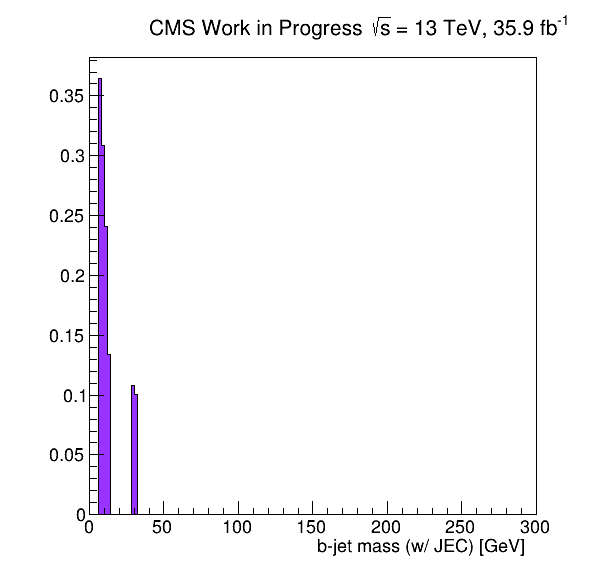 CMS Work in Progress √s = 13 TeV, 35.9 fb⁻¹
0.35
0.3
0.25
0.2
0.15
0.1
0.05
0
0 50 100 150 200 250 300
b-jet mass (w/ JEC) [GeV]